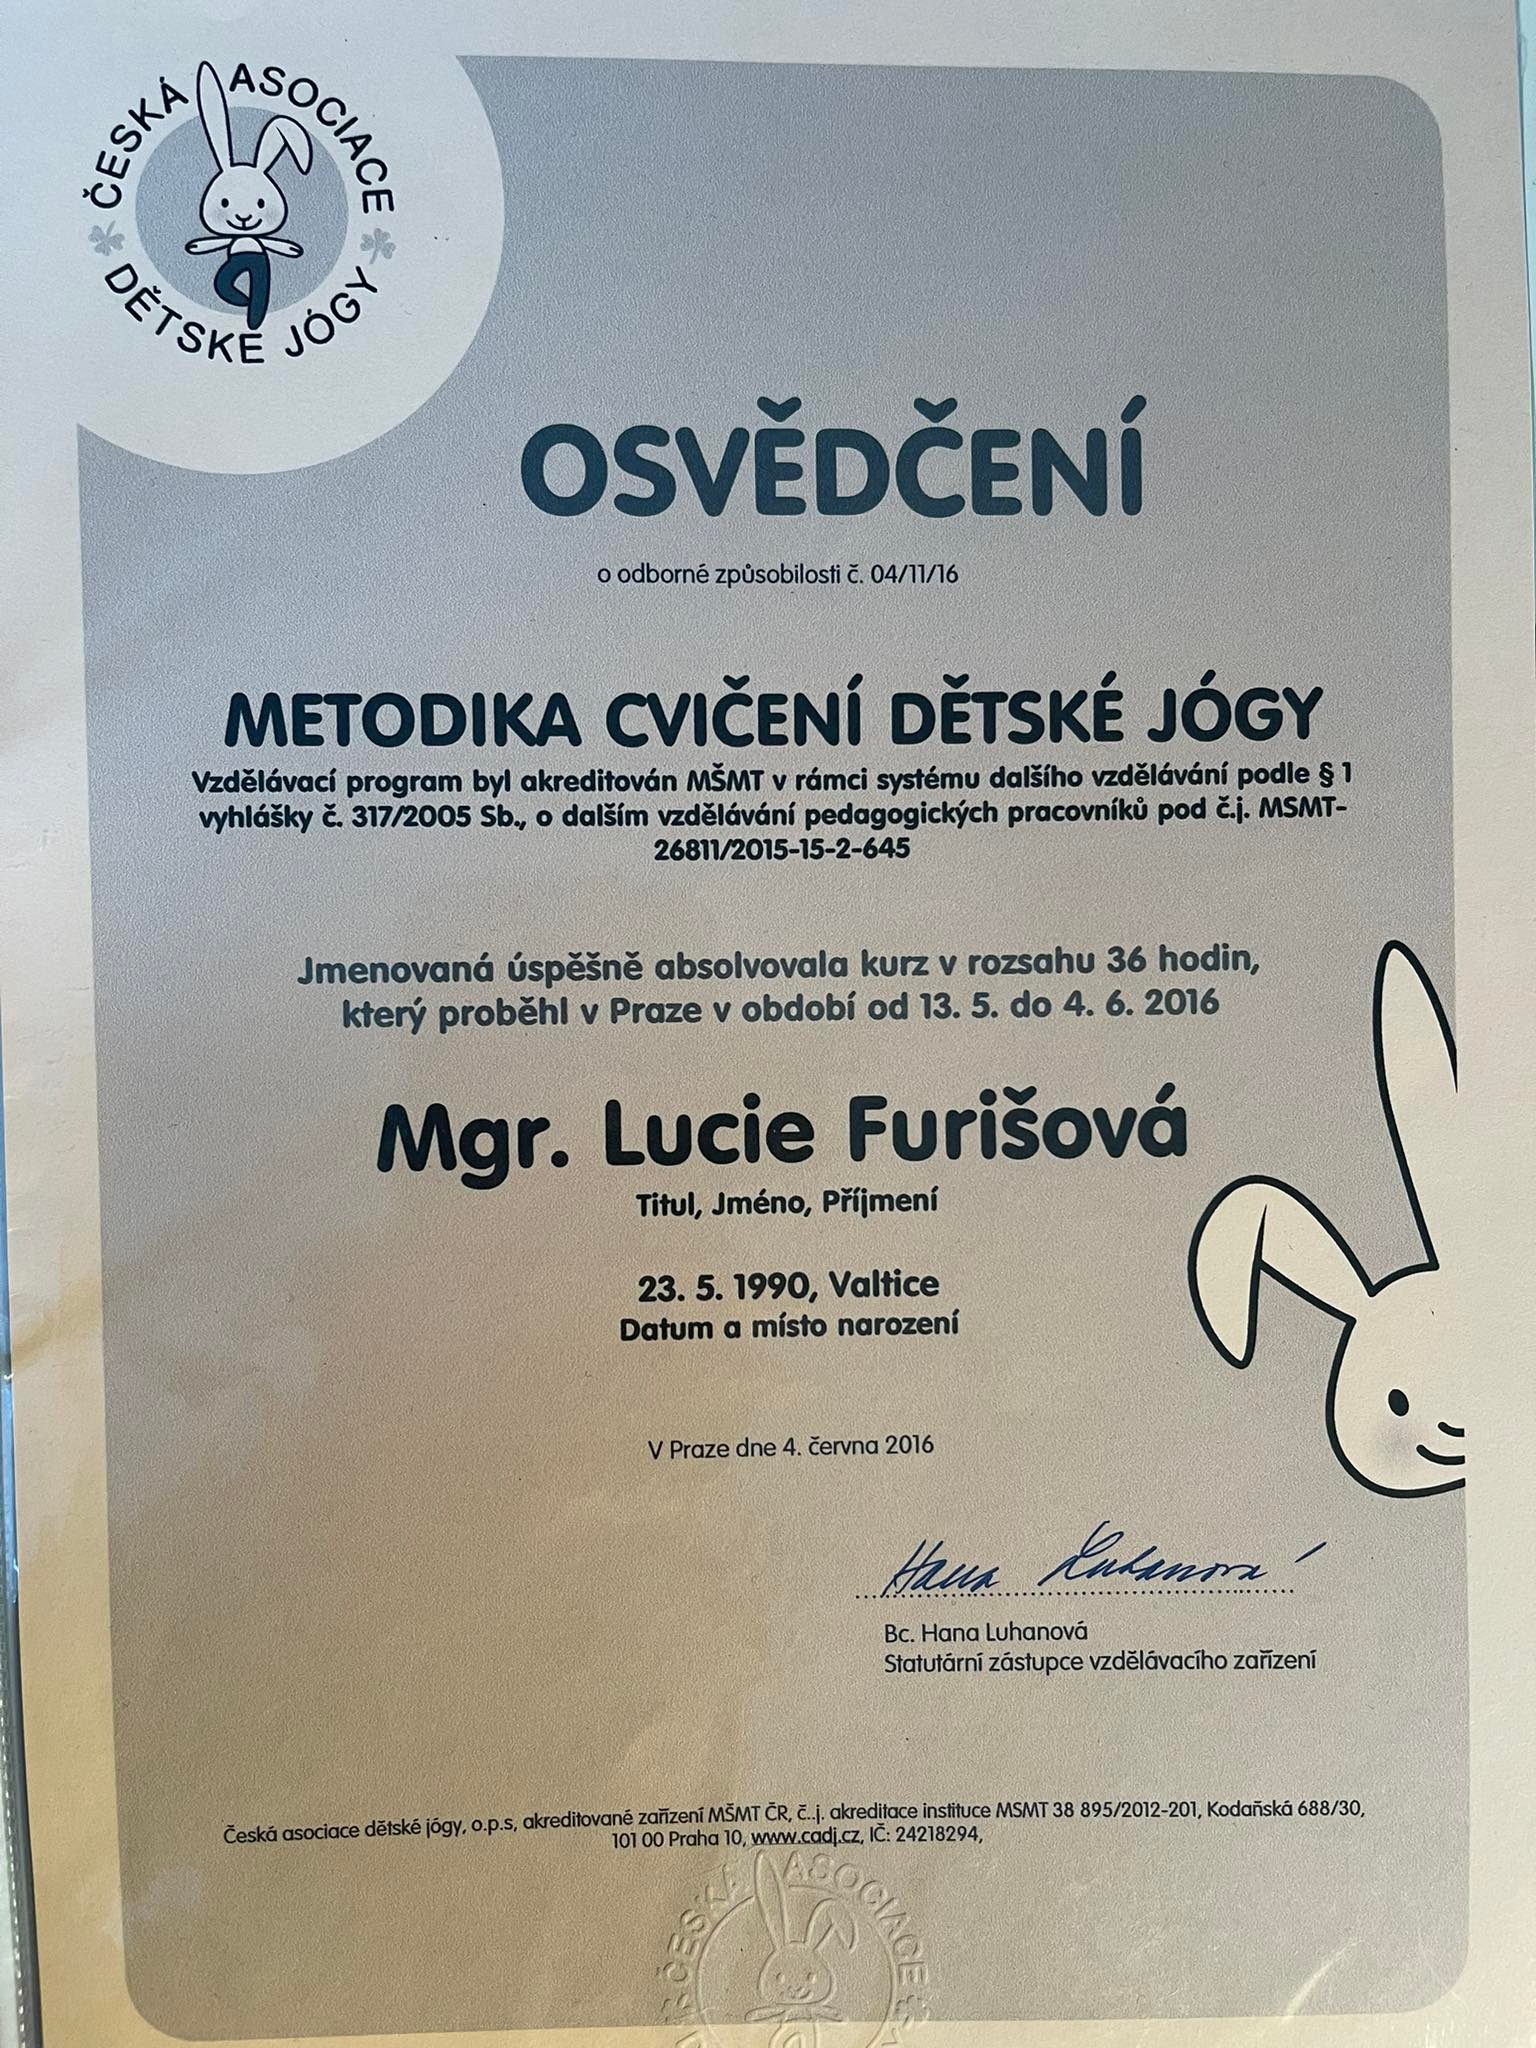 ČESKÁ ASOCIACE
DĚTSKÉ JÓGY
OSVĚDČENÍ
o odborné způsobilosti č. 04/11/16
METODIKA CVIČENÍ DĚTSKÉ JÓGY
Vzdělávací program byl akreditován MŠMT v rámci systému dalšího vzdělávání podle § 1
vyhlášky č. 317/2005 Sb., o dalším vzdělávání pedagogických pracovníků pod č.j. MSMT-
26811/2015-15-2-645
Jmenovaná úspěšně absolvovala kurz v rozsahu 36 hodin,
který proběhl v Praze v období od 13. 5. do 4. 6. 2016
Mgr. Lucie Furišová
Titul, Jméno, Příjmení
23. 5. 1990, Valtice
Datum a místo narození
V Praze dne 4. června 2016
Hana Luhanová
Bc. Hana Luhanová
Statutární zástupce vzdělávacího zařízení
Česká asociace dětské jógy, o.p.s, akreditované zařízení MŠMT ČR, č..j. akreditace instituce MSMT 38 895/2012-201, Kodaňská 688/30,
101 00 Praha 10, www.cadj.cz, IČ: 24218294,
ČESKÁ ASOCIACE